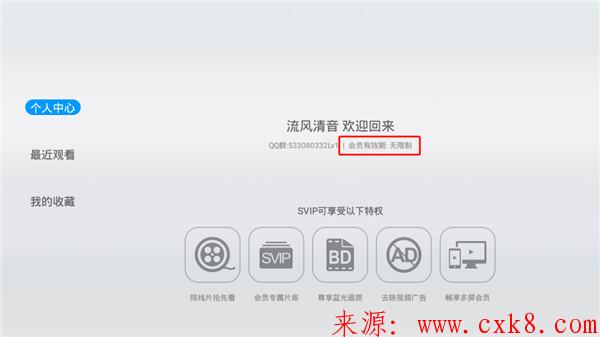 个人中心
流风清音 欢迎回来
QQ群:533080332Lv1 | 会员有效期: 无限制
最近观看
我的收藏
SVIP可享受以下特权
SVIP
BD
AD
院线片抢先看
会员专属片库
尊享蓝光画质
去除视频广告
畅享多屏会员
来源: www.cxk8.com